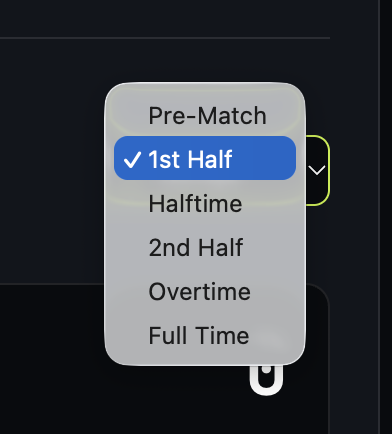 Pre-Match
✓ 1st Half
Halftime
2nd Half
Overtime
Full Time